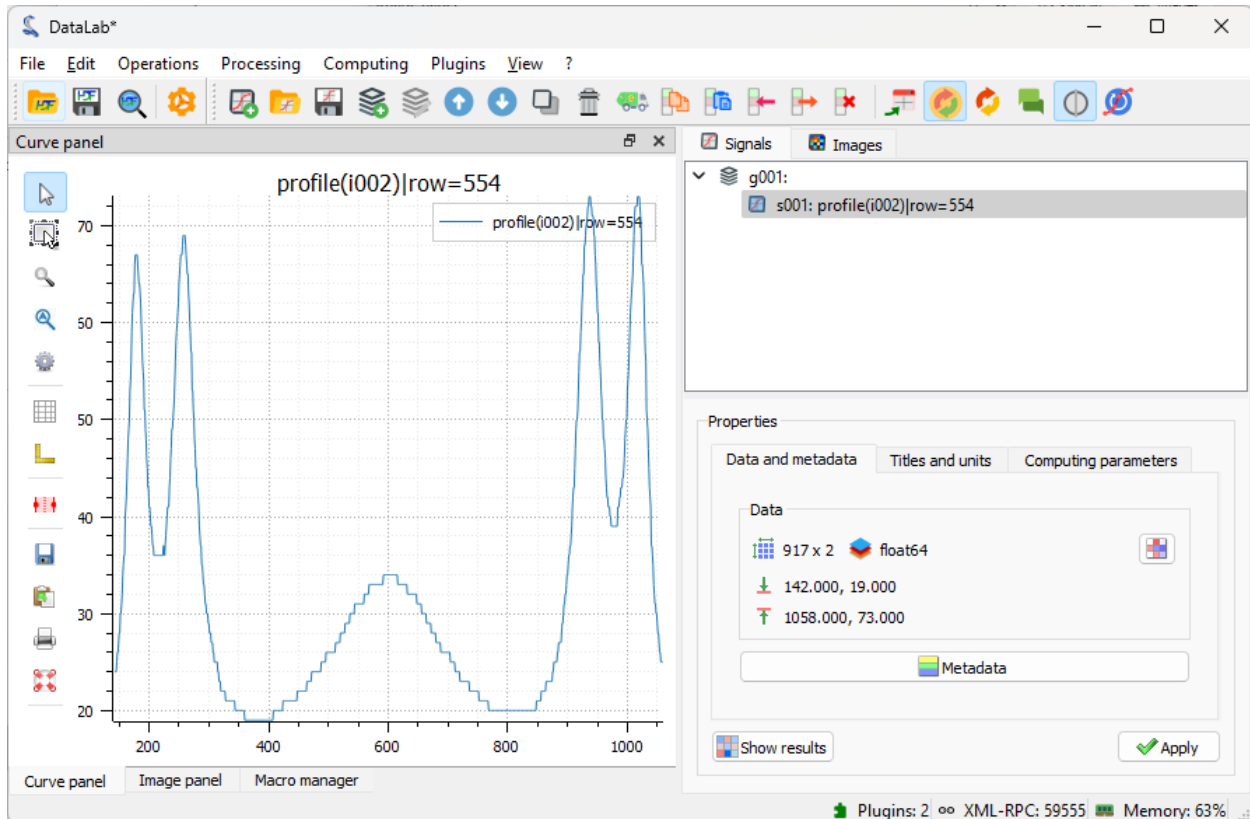 DataLab*
File Edit Operations Processing Computing Plugins View ?
Curve panel
Signals Images
g001:
s001: profile(i002)|row=554
profile(i002)|row=554
profile(i002)|row=554
70
60
50
40
30
20
200 400 600 800 1000
Curve panel Image panel Macro manager
Properties
Data and metadata Titles and units Computing parameters
Data
917 x 2 float64
142.000, 19.000
1058.000, 73.000
Metadata
Show results Apply
Plugins: 2 XML-RPC: 59555 Memory: 63%